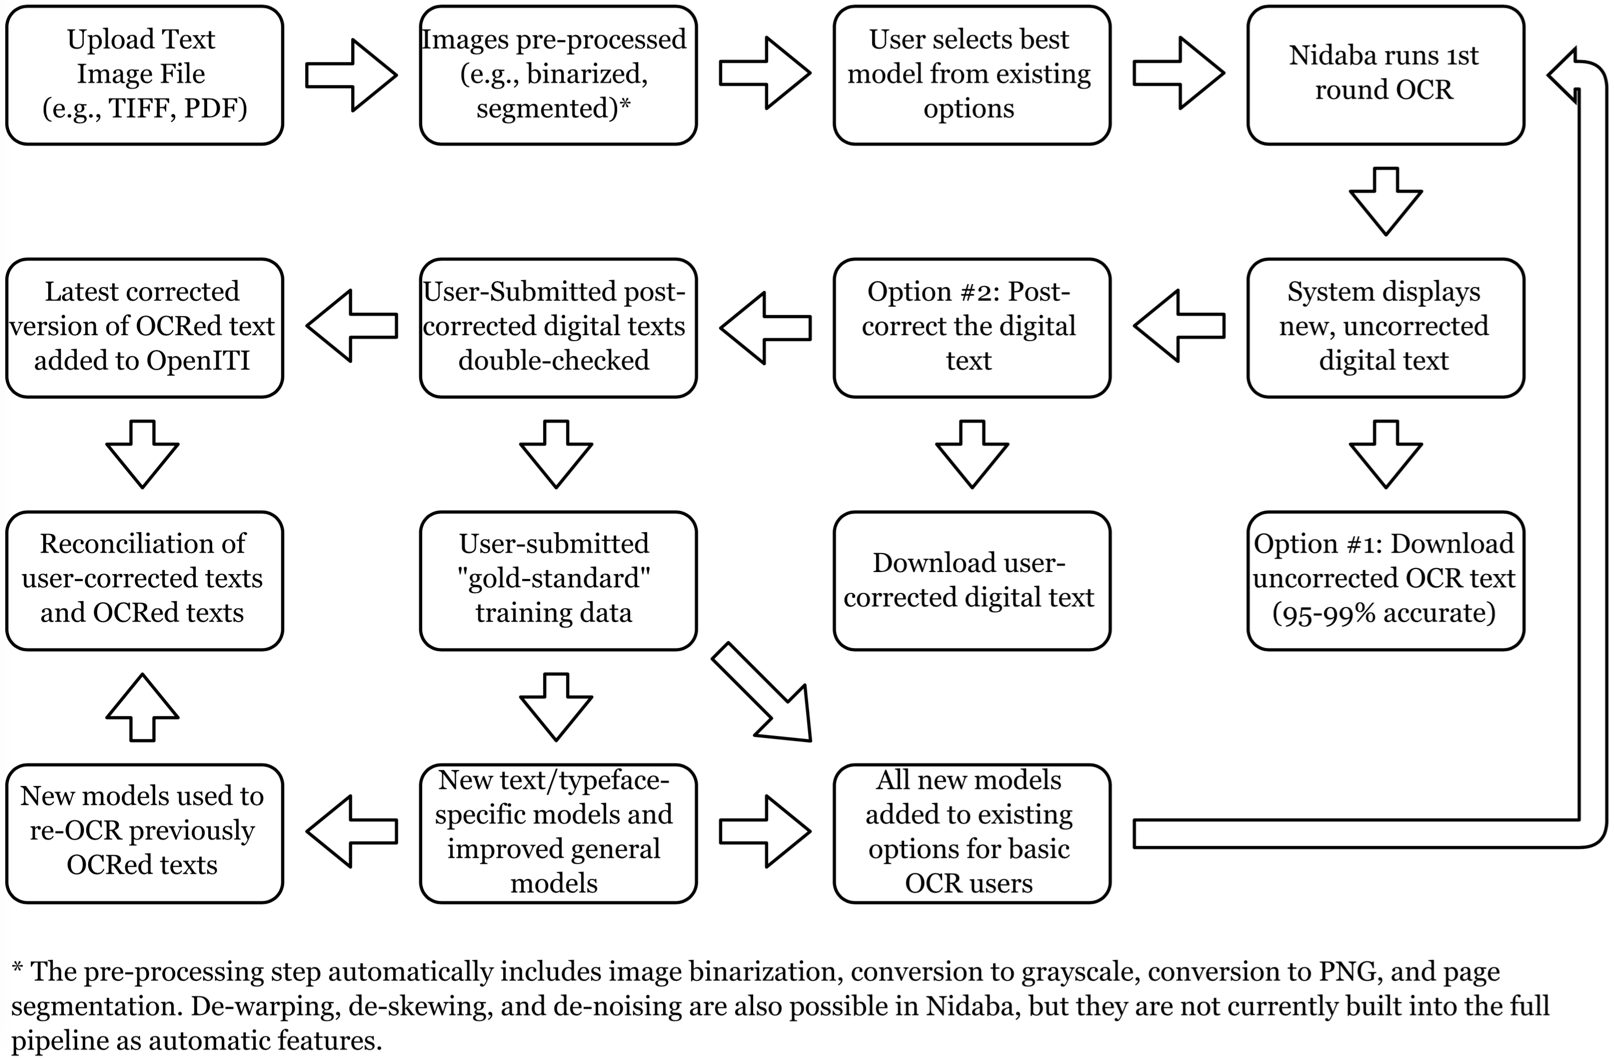 Upload Text
Image File
(e.g., TIFF, PDF)
Images pre-processed
(e.g., binarized,
segmented)*
User selects best
model from existing
options
Nidaba runs 1st
round OCR
Latest corrected
version of OCRed text
added to OpenITI
User-Submitted post-
corrected digital texts
double-checked
Option #2: Post-
correct the digital
text
System displays
new, uncorrected
digital text
Reconciliation of
user-corrected texts
and OCRed texts
User-submitted
"gold-standard"
training data
Download user-
corrected digital text
Option #1: Download
uncorrected OCR text
(95-99% accurate)
New models used to
re-OCR previously
OCRed texts
New text/typeface-
specific models and
improved general
models
All new models
added to existing
options for basic
OCR users
* The pre-processing step automatically includes image binarization, conversion to grayscale, conversion to PNG, and page
segmentation. De-warping, de-skewing, and de-noising are also possible in Nidaba, but they are not currently built into the full
pipeline as automatic features.